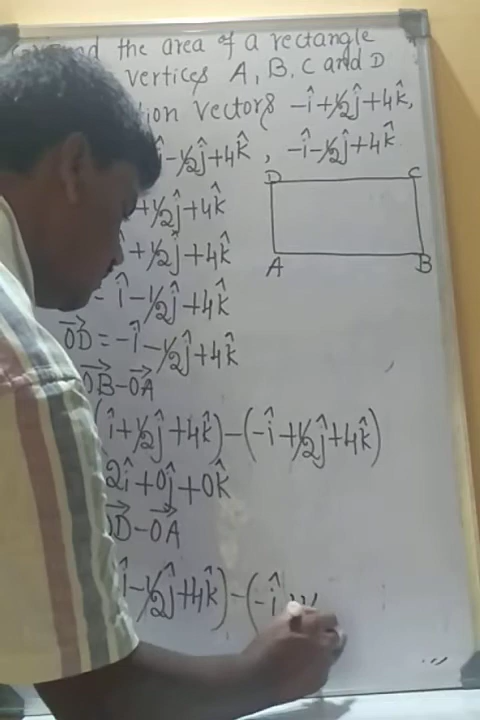 the area of a rectangle
vertices A, B, C and D
tion vectors -î+1/2ĵ+4k̂,
î-1/2ĵ+4k̂, -î-1/2ĵ+4k̂
+1/2ĵ+4k̂
D C
+1/2ĵ+4k̂
A B
î-1/2ĵ+4k̂
OD⃗ = -î-1/2ĵ+4k̂
OB⃗-OA⃗
(î+1/2ĵ+4k̂)-(-î+1/2ĵ+4k̂)
2î+0ĵ+0k̂
OD⃗-OA⃗
î-1/2ĵ+4k̂)-(-î